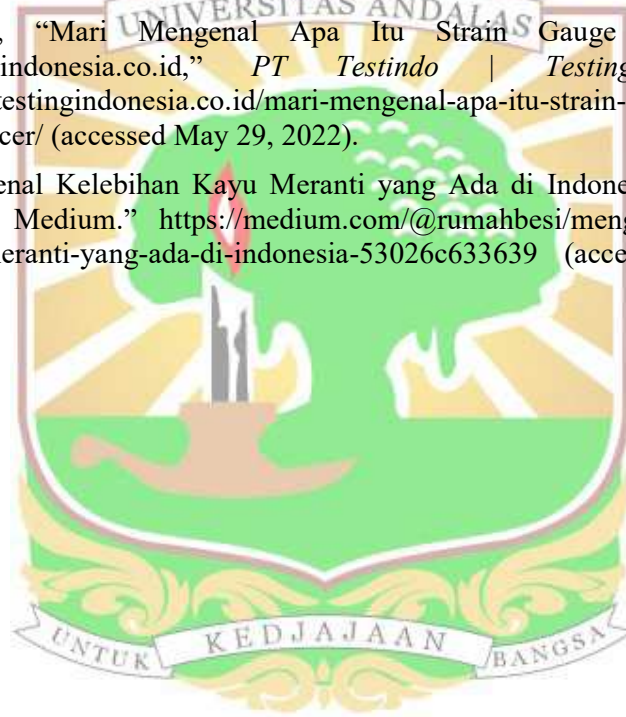 UNIVERSITAS ANDALAS
, “Mari Mengenal Apa Itu Strain Gauge
indonesia.co.id,” PT Testindo | Testing
testingindonesia.co.id/mari-mengenal-apa-itu-strain-
cer/ (accessed May 29, 2022).
enal Kelebihan Kayu Meranti yang Ada di Indone
Medium.” https://medium.com/@rumahbesi/meng
meranti-yang-ada-di-indonesia-53026c633639 (acce
UNTUK KEDJAJAAN BANGSA